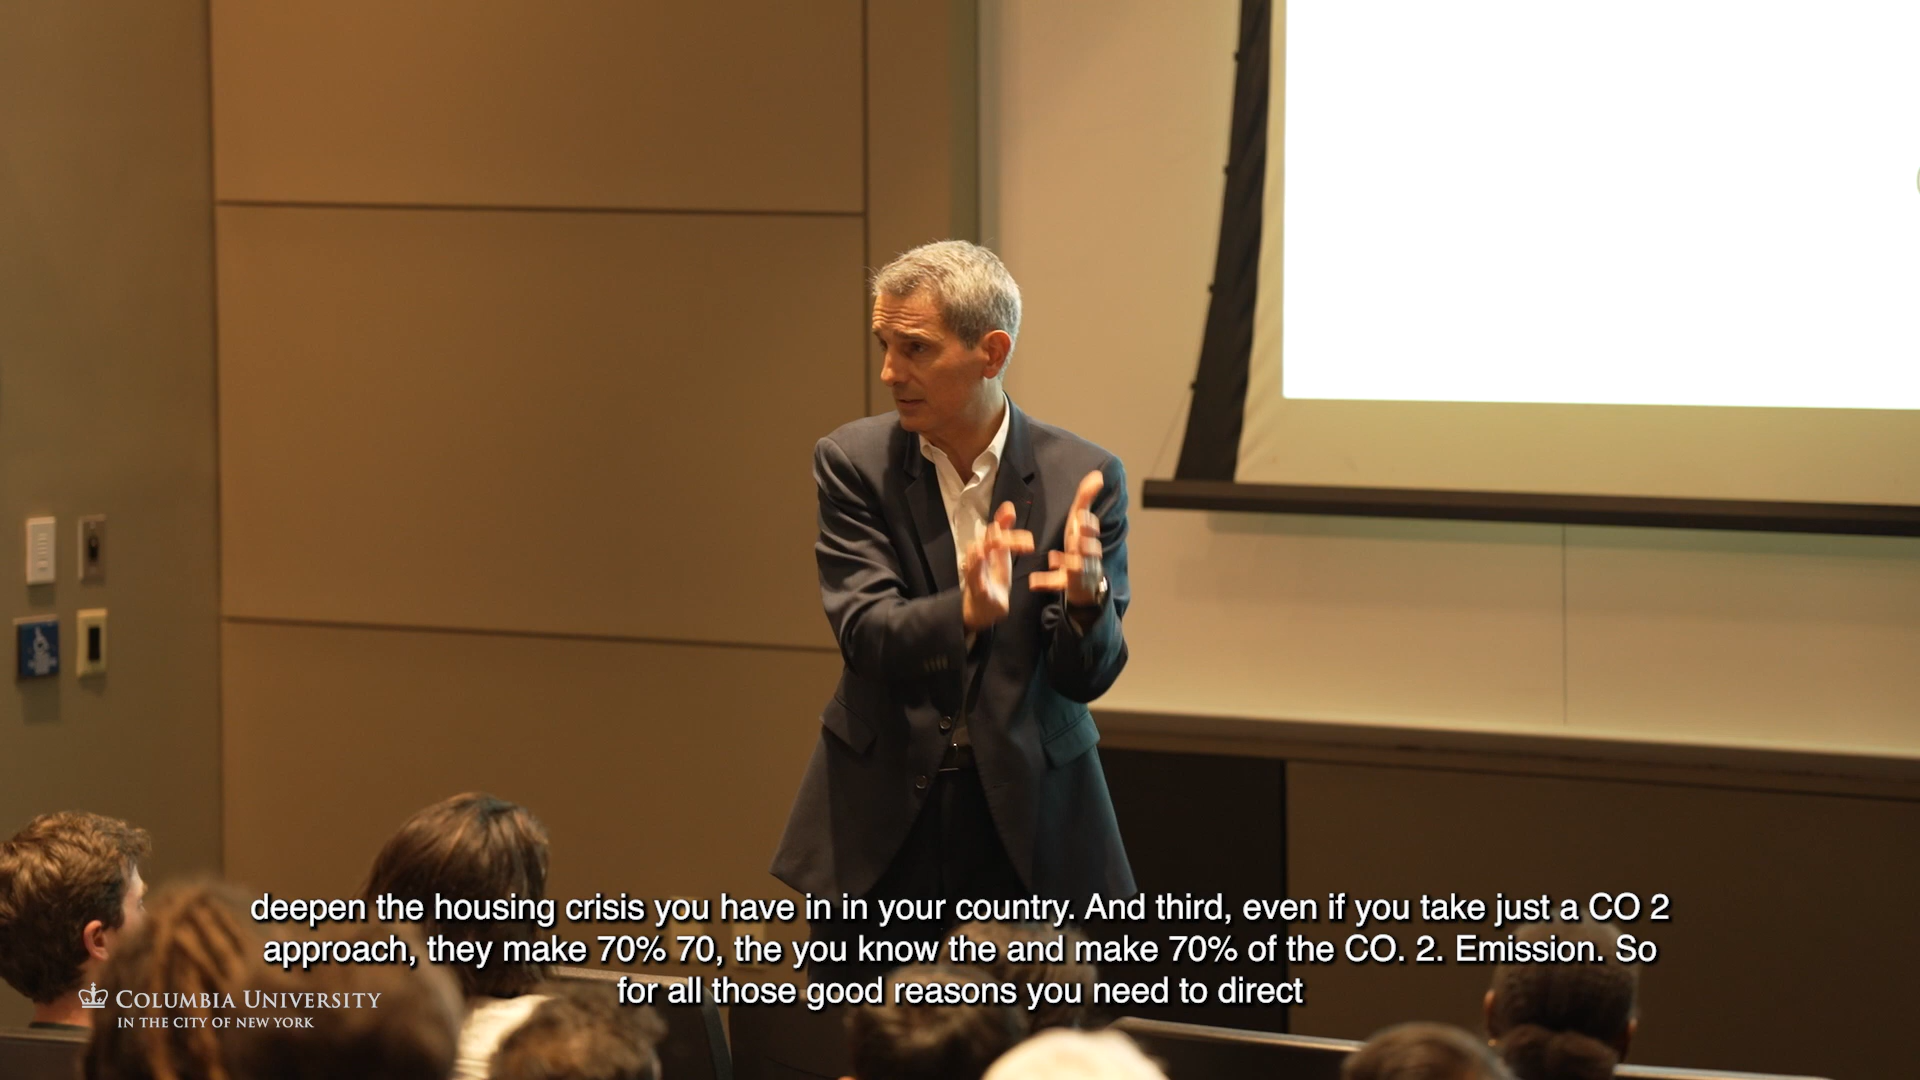 deepen the housing crisis you have in in your country. And third, even if you take just a CO 2
approach, they make 70% 70, the you know the and make 70% of the CO. 2. Emission. So
for all those good reasons you need to direct
COLUMBIA UNIVERSITY
IN THE CITY OF NEW YORK